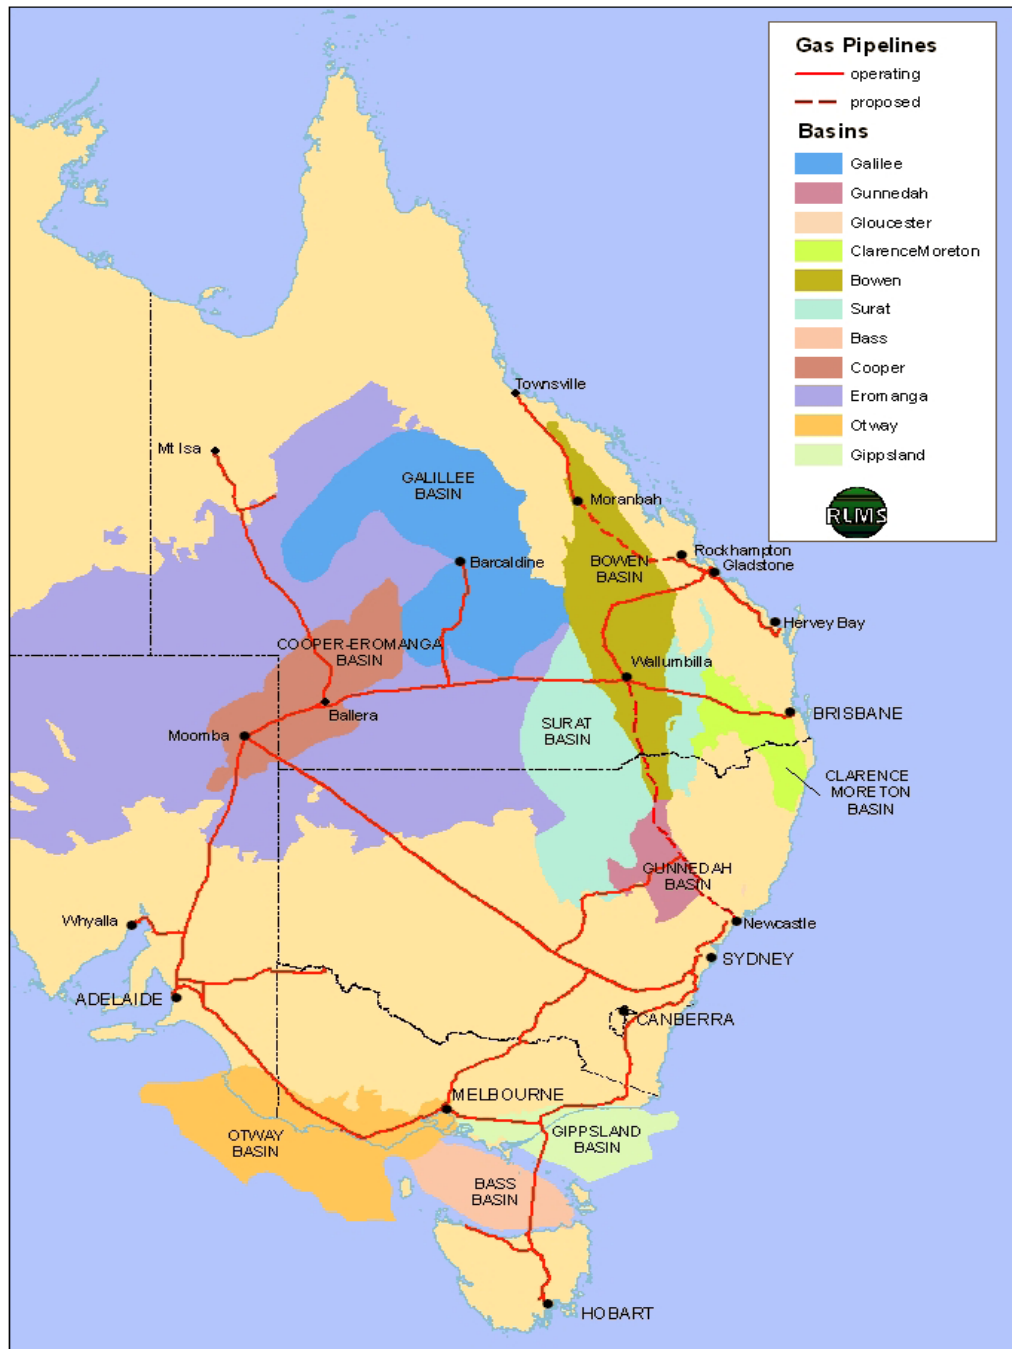 Gas Pipelines
operating
proposed
Basins
Galilee
Gunnedah
Gloucester
ClarenceMoreton
Bowen
Surat
Bass
Cooper
Eromanga
Otway
Gippsland
RLMS
Townsville
Mt Isa
GALILLEE
BASIN
Moranbah
Barcaldine
BOWEN
BASIN
Rockhampton
Gladstone
Hervey Bay
COOPER-EROMANGA
BASIN
Wallumbilla
Ballera
Moomba
SURAT
BASIN
BRISBANE
CLARENCE
MORETON
BASIN
GUNNEDAH
BASIN
Whyalla
Newcastle
SYDNEY
ADELAIDE
CANBERRA
MELBOURNE
OTWAY
BASIN
GIPPSLAND
BASIN
BASS
BASIN
HOBART